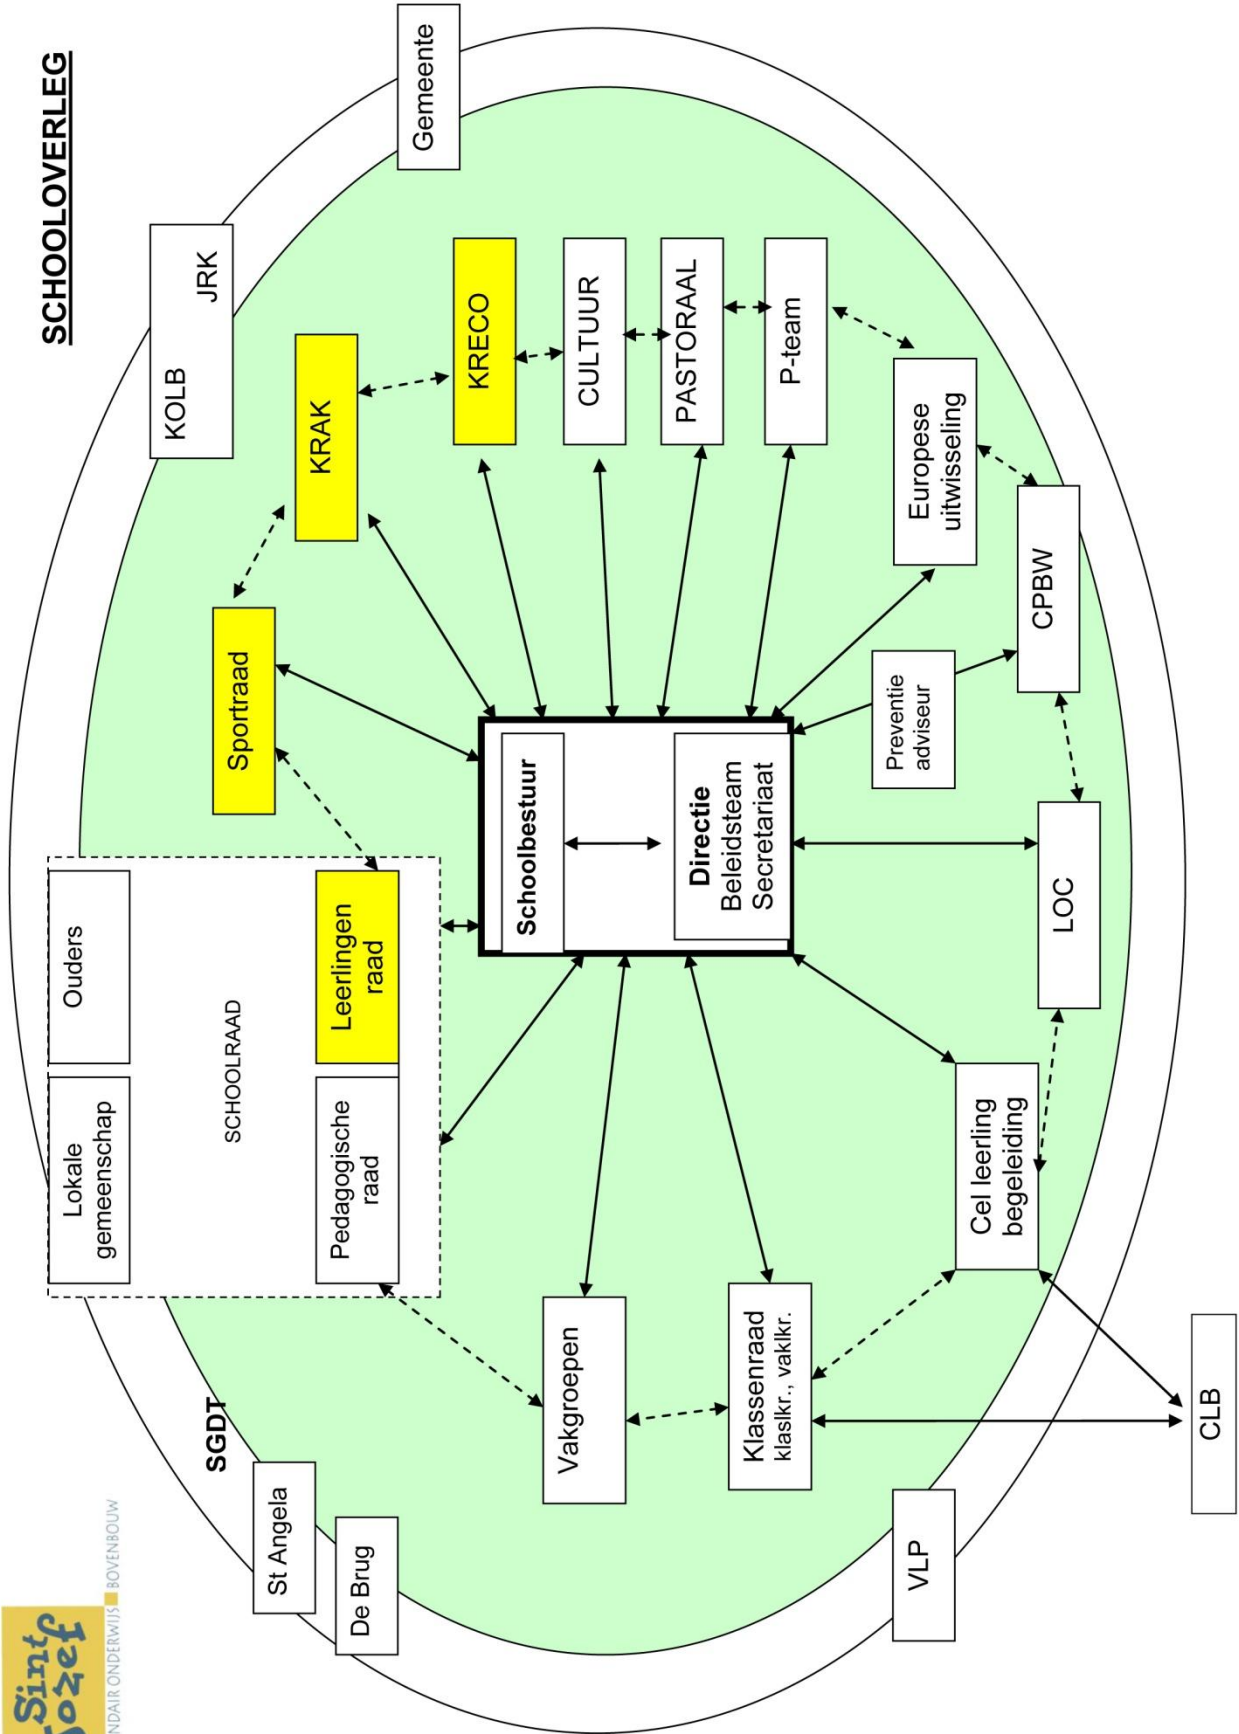 Sint
Jozef
NDAIR ONDERWIJS BOVENBOUW
SCHOOLOVERLEG
Lokale
gemeenschap
Ouders
SCHOOLRAAD
Pedagogische
raad
Leerlingen
raad
SGDT
St Angela
De Brug
KOLB
JRK
Gemeente
Sportraad
KRAK
KRECO
CULTUUR
PASTORAAL
P-team
Europese
uitwisseling
Schoolbestuur
Directie
Beleidsteam
Secretariaat
Preventie
adviseur
CPBW
LOC
Vakgroepen
Klassenraad
klaslkr., vaklkr.
Cel leerling
begeleiding
VLP
CLB